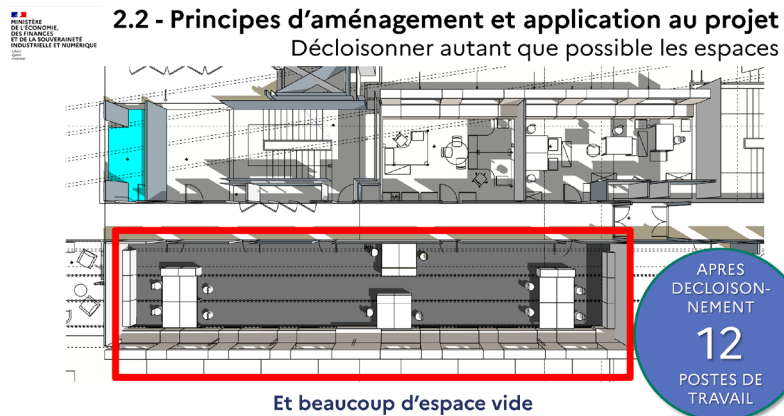 MINISTÈRE
DE L'ÉCONOMIE,
DES FINANCES
ET DE LA SOUVERAINETÉ
INDUSTRIELLE ET NUMÉRIQUE
2.2 - Principes d'aménagement et application au projet
Décloisonner autant que possible les espaces
APRES
DECLOISON-
NEMENT
12
POSTES DE
TRAVAIL
Et beaucoup d'espace vide